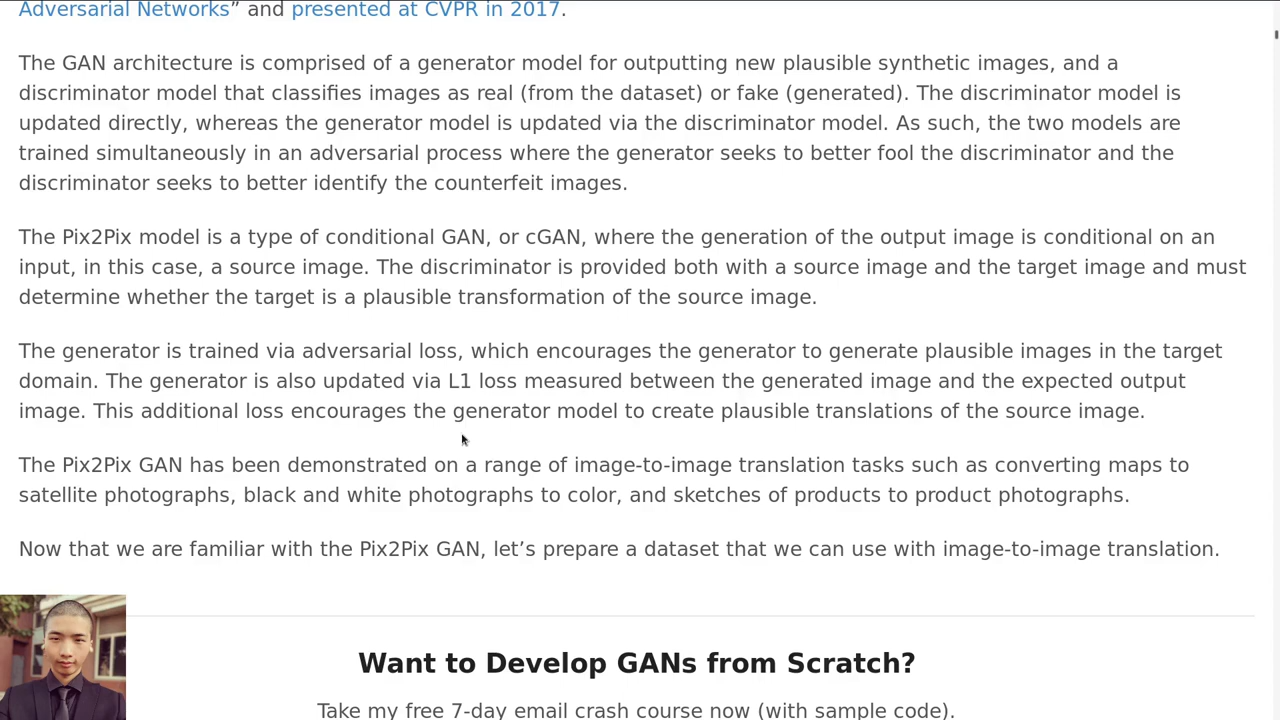 Adversarial Networks” and presented at CVPR in 2017.
The GAN architecture is comprised of a generator model for outputting new plausible synthetic images, and a
discriminator model that classifies images as real (from the dataset) or fake (generated). The discriminator model is
updated directly, whereas the generator model is updated via the discriminator model. As such, the two models are
trained simultaneously in an adversarial process where the generator seeks to better fool the discriminator and the
discriminator seeks to better identify the counterfeit images.
The Pix2Pix model is a type of conditional GAN, or cGAN, where the generation of the output image is conditional on an
input, in this case, a source image. The discriminator is provided both with a source image and the target image and must
determine whether the target is a plausible transformation of the source image.
The generator is trained via adversarial loss, which encourages the generator to generate plausible images in the target
domain. The generator is also updated via L1 loss measured between the generated image and the expected output
image. This additional loss encourages the generator model to create plausible translations of the source image.
The Pix2Pix GAN has been demonstrated on a range of image-to-image translation tasks such as converting maps to
satellite photographs, black and white photographs to color, and sketches of products to product photographs.
Now that we are familiar with the Pix2Pix GAN, let’s prepare a dataset that we can use with image-to-image translation.
Want to Develop GANs from Scratch?
Take my free 7-day email crash course now (with sample code).